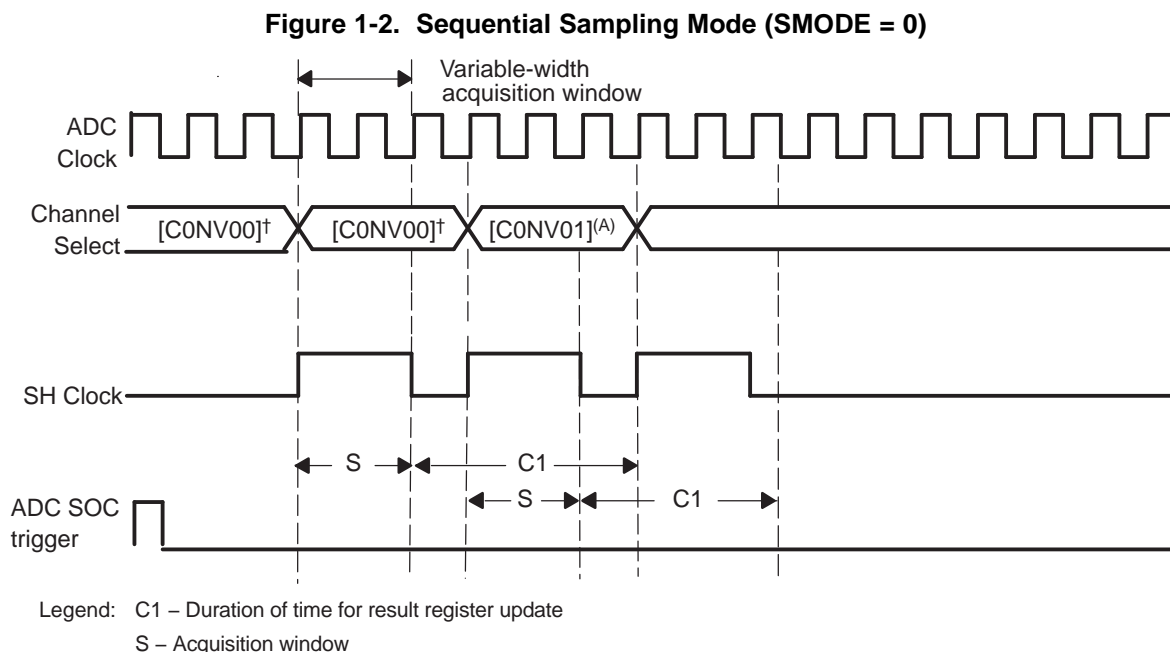 Figure 1-2. Sequential Sampling Mode (SMODE = 0)
Variable-width
acquisition window
ADC
Clock
Channel
Select
[C0NV00]†
[C0NV00]†
[C0NV01](A)
SH Clock
S
C1
S
C1
ADC SOC
trigger
Legend: C1 – Duration of time for result register update
S – Acquisition window